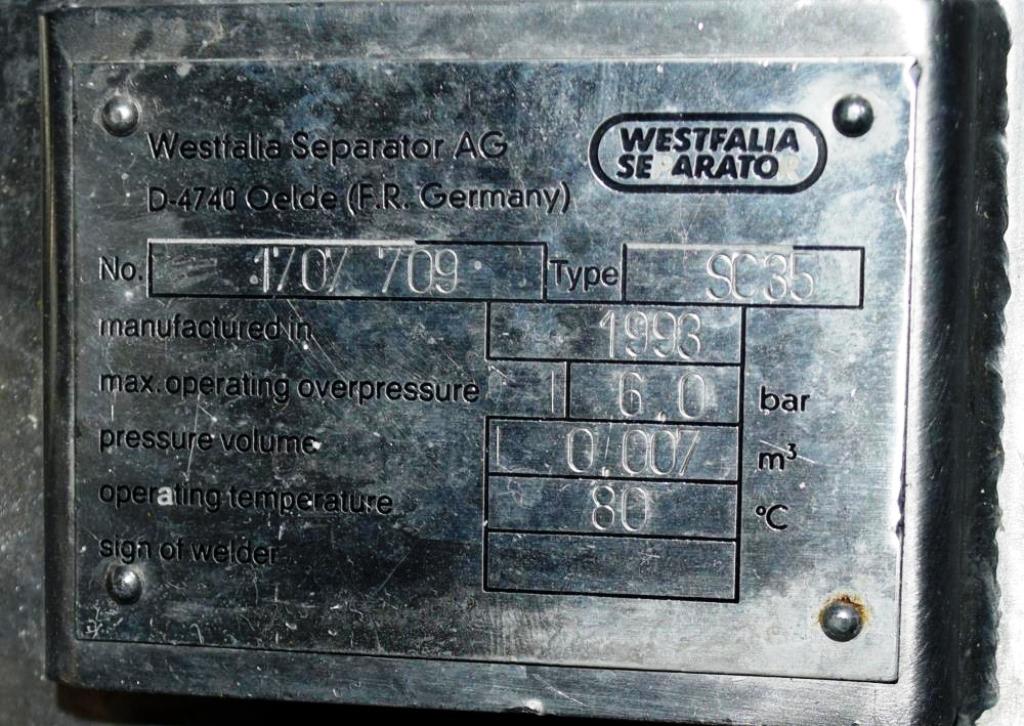 Westfalia Separator AG
D-4740 Oelde (F.R. Germany)
WESTFALIA
SE ARATO
No. 1707 709 Type SC35
manufactured in 1993
max. operating overpressure 1 6,0 bar
pressure volume 0,007 m³
operating temperature 80 °C
sign of welder